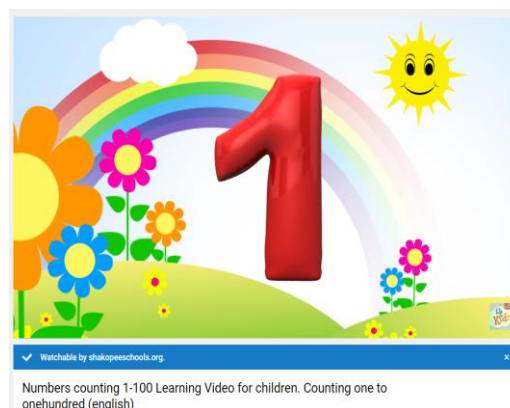 1
Watchable by shakopeeschools.org.
Numbers counting 1-100 Learning Video for children. Counting one to
onehundred (english)